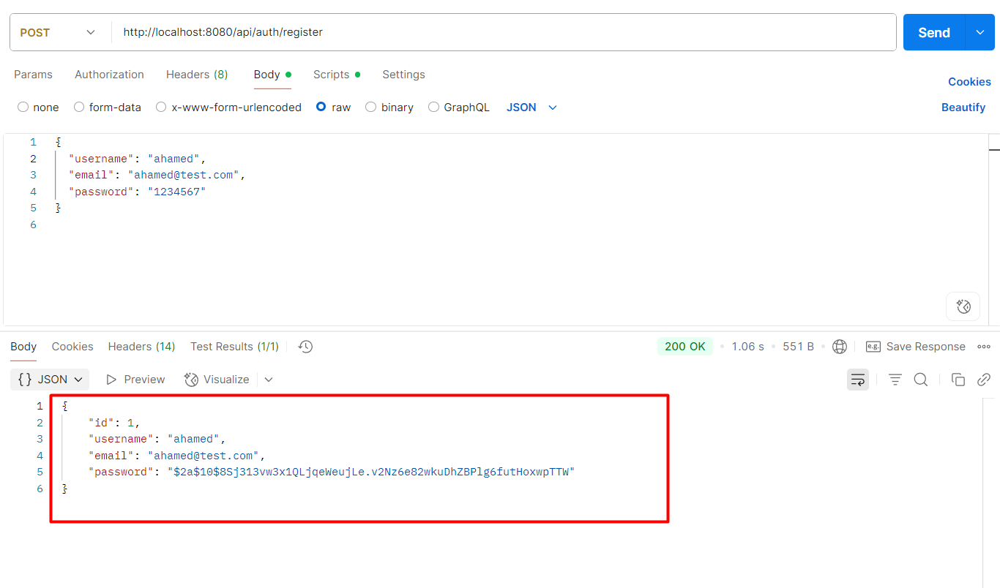 POST http://localhost:8080/api/auth/register Send
Params Authorization Headers (8) Body Scripts Settings Cookies
none form-data x-www-form-urlencoded raw binary GraphQL JSON Beautify
1 {
2 "username": "ahamed",
3 "email": "ahamed@test.com",
4 "password": "1234567"
5 }
6
Body Cookies Headers (14) Test Results (1/1) 200 OK 1.06 s 551 B e.g. Save Response
{} JSON Preview Visualize
1 {
2 "id": 1,
3 "username": "ahamed",
4 "email": "ahamed@test.com",
5 "password": "$2a$10$8Sj313vw3x1QLjqeWeujLe.v2Nz6e82wkuDhZBPlg6futHoxwpTTW"
6 }